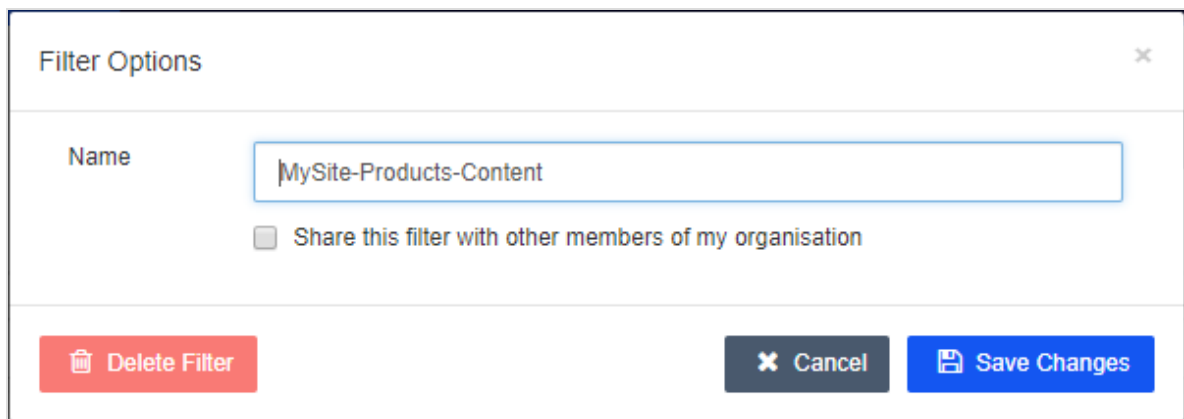 Filter Options
Name
MySite-Products-Content
Share this filter with other members of my organisation
Delete Filter
Cancel
Save Changes